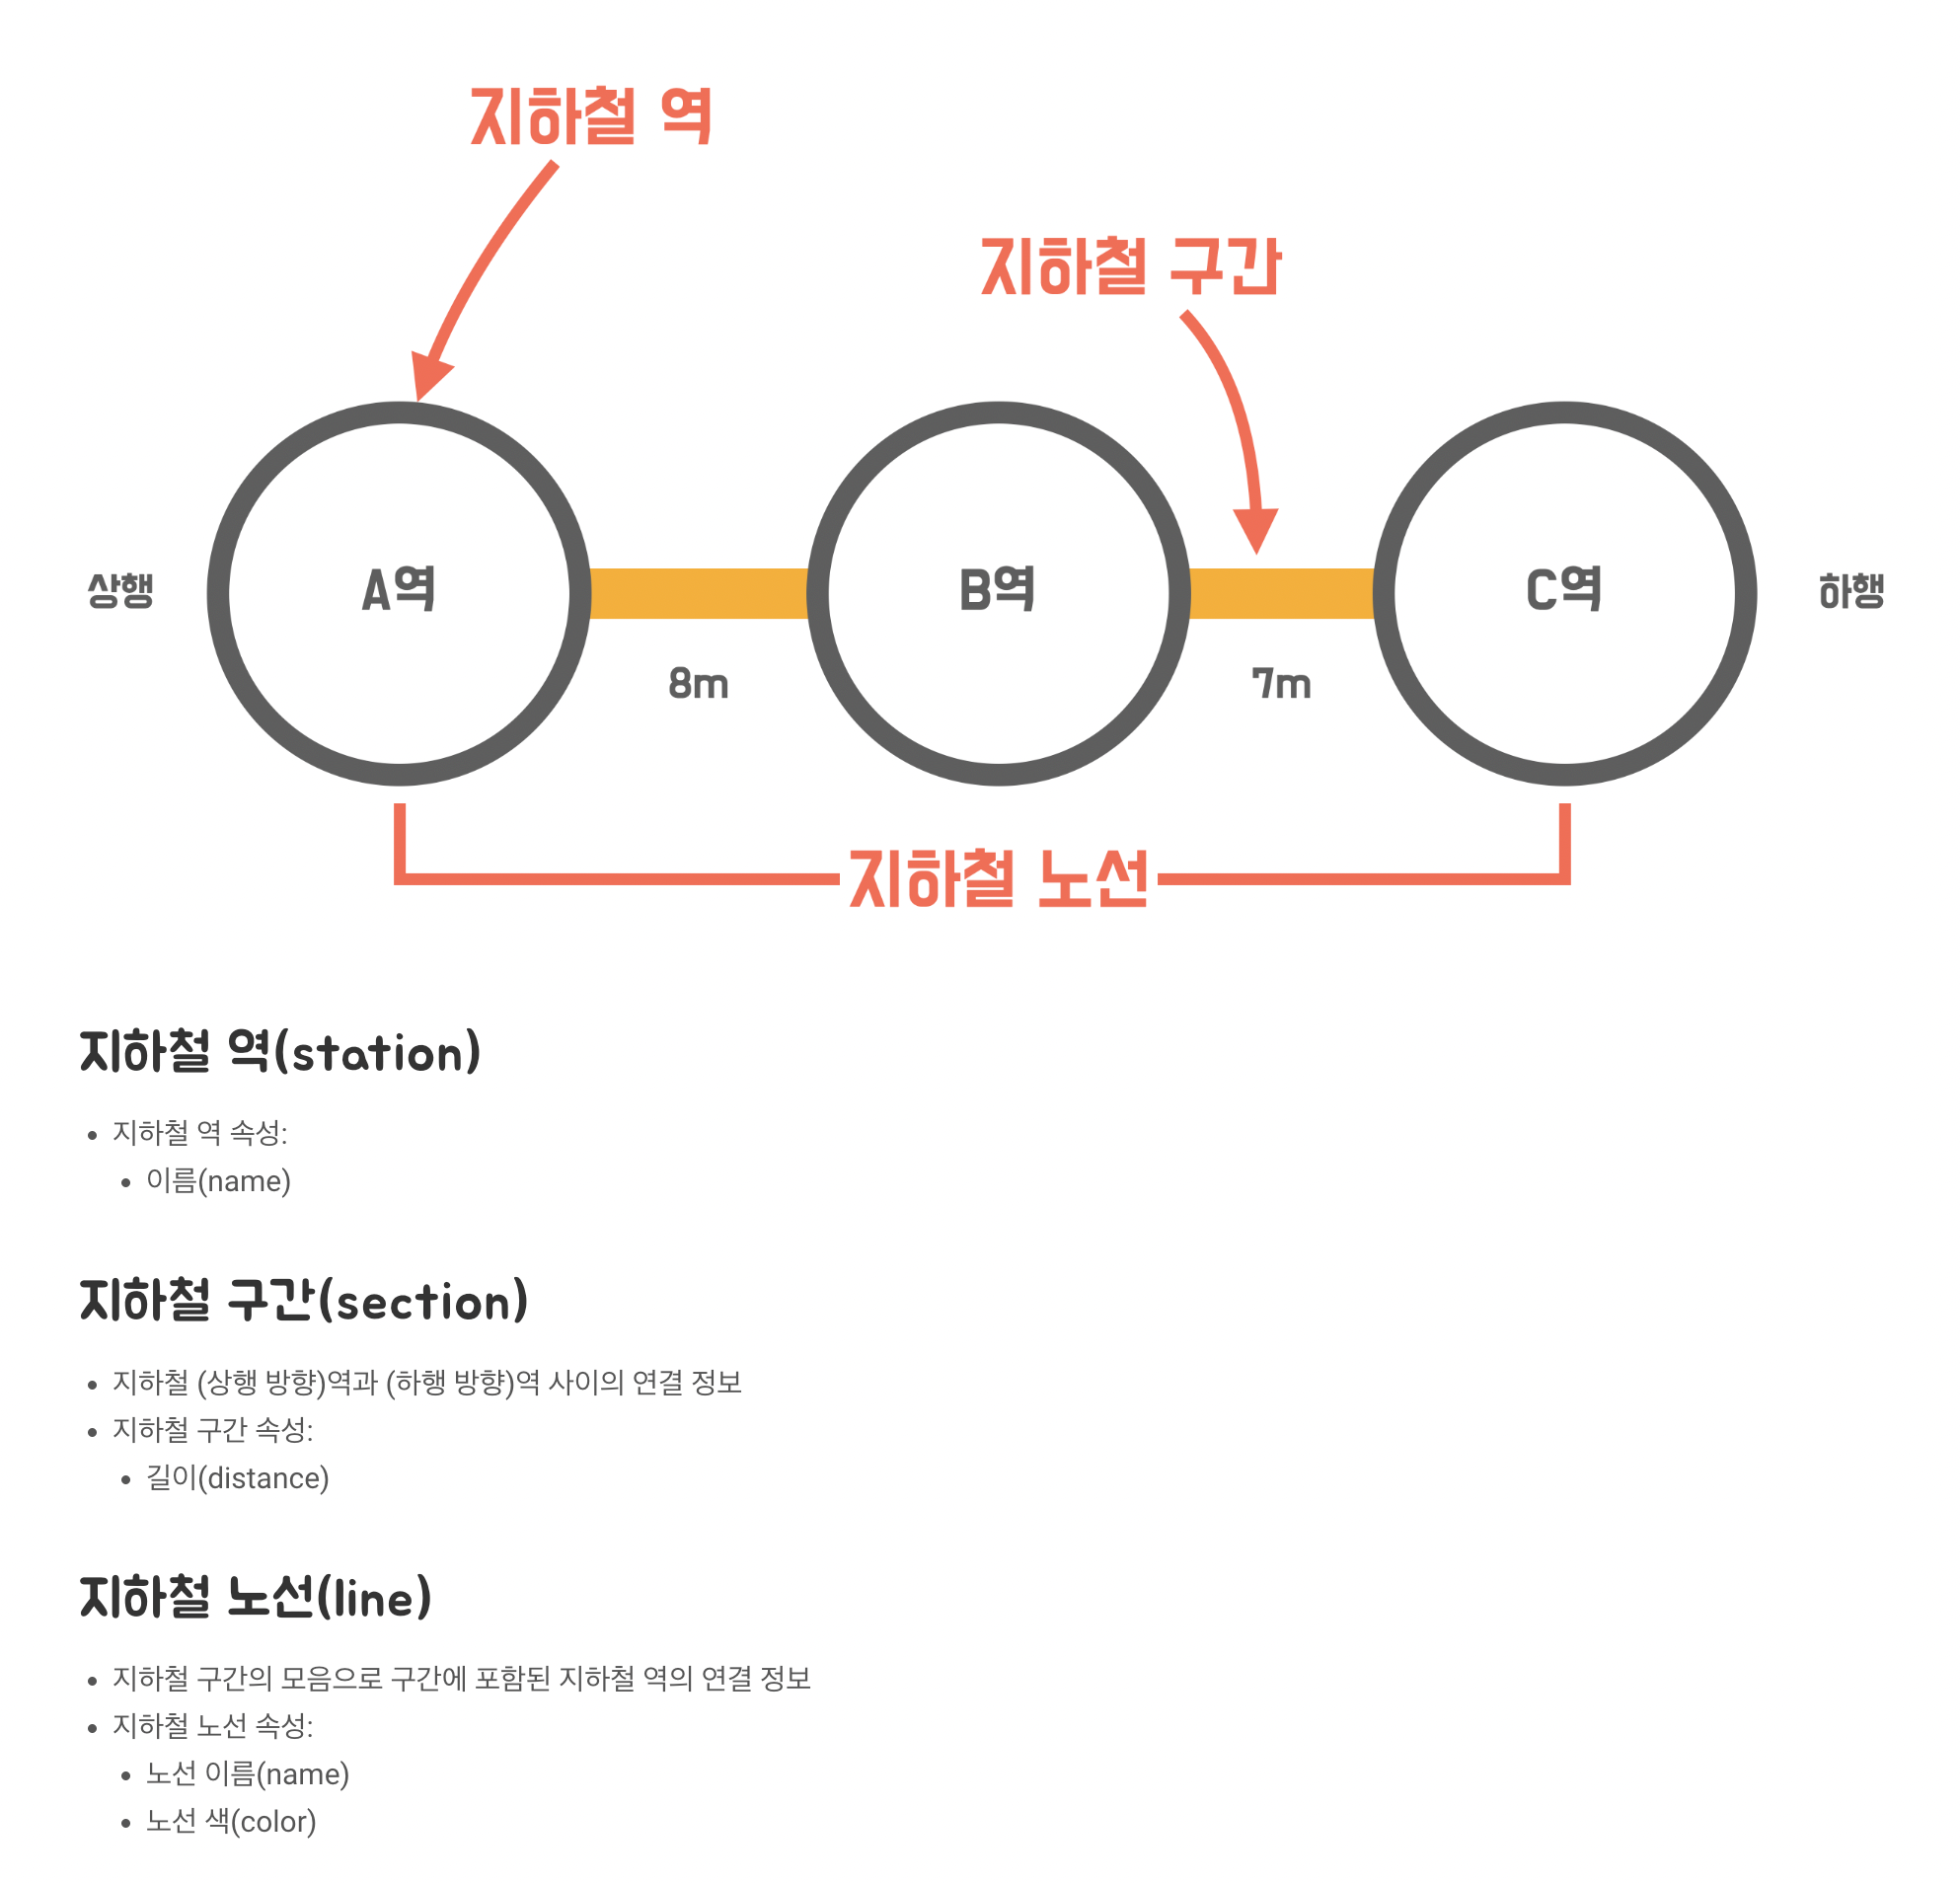 지하철 역
지하철 구간
상행
A역
B역
C역
하행
8m
7m
지하철 노선
지하철 역(station)
지하철 역 속성:
이름(name)
지하철 구간(section)
지하철 (상행 방향)역과 (하행 방향)역 사이의 연결 정보
지하철 구간 속성:
길이(distance)
지하철 노선(line)
지하철 구간의 모음으로 구간에 포함된 지하철 역의 연결 정보
지하철 노선 속성:
노선 이름(name)
노선 색(color)